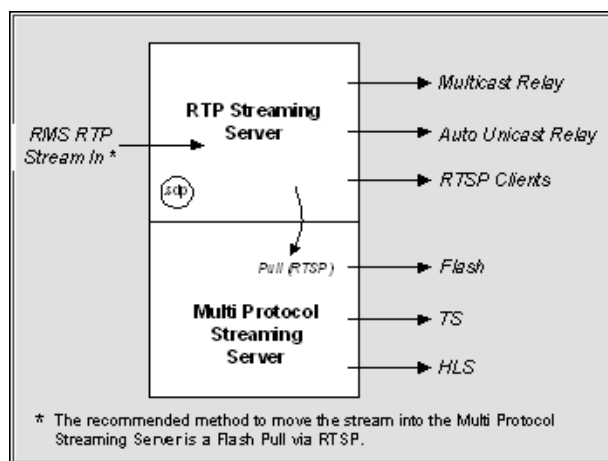 RTP Streaming
Server
RMS RTP
Stream In *
sdp
Multicast Relay
Auto Unicast Relay
RTSP Clients
Pull (RTSP)
Multi Protocol
Streaming
Server
Flash
TS
HLS
* The recommended method to move the stream into the Multi Protocol
Streaming Server is a Flash Pull via RTSP.